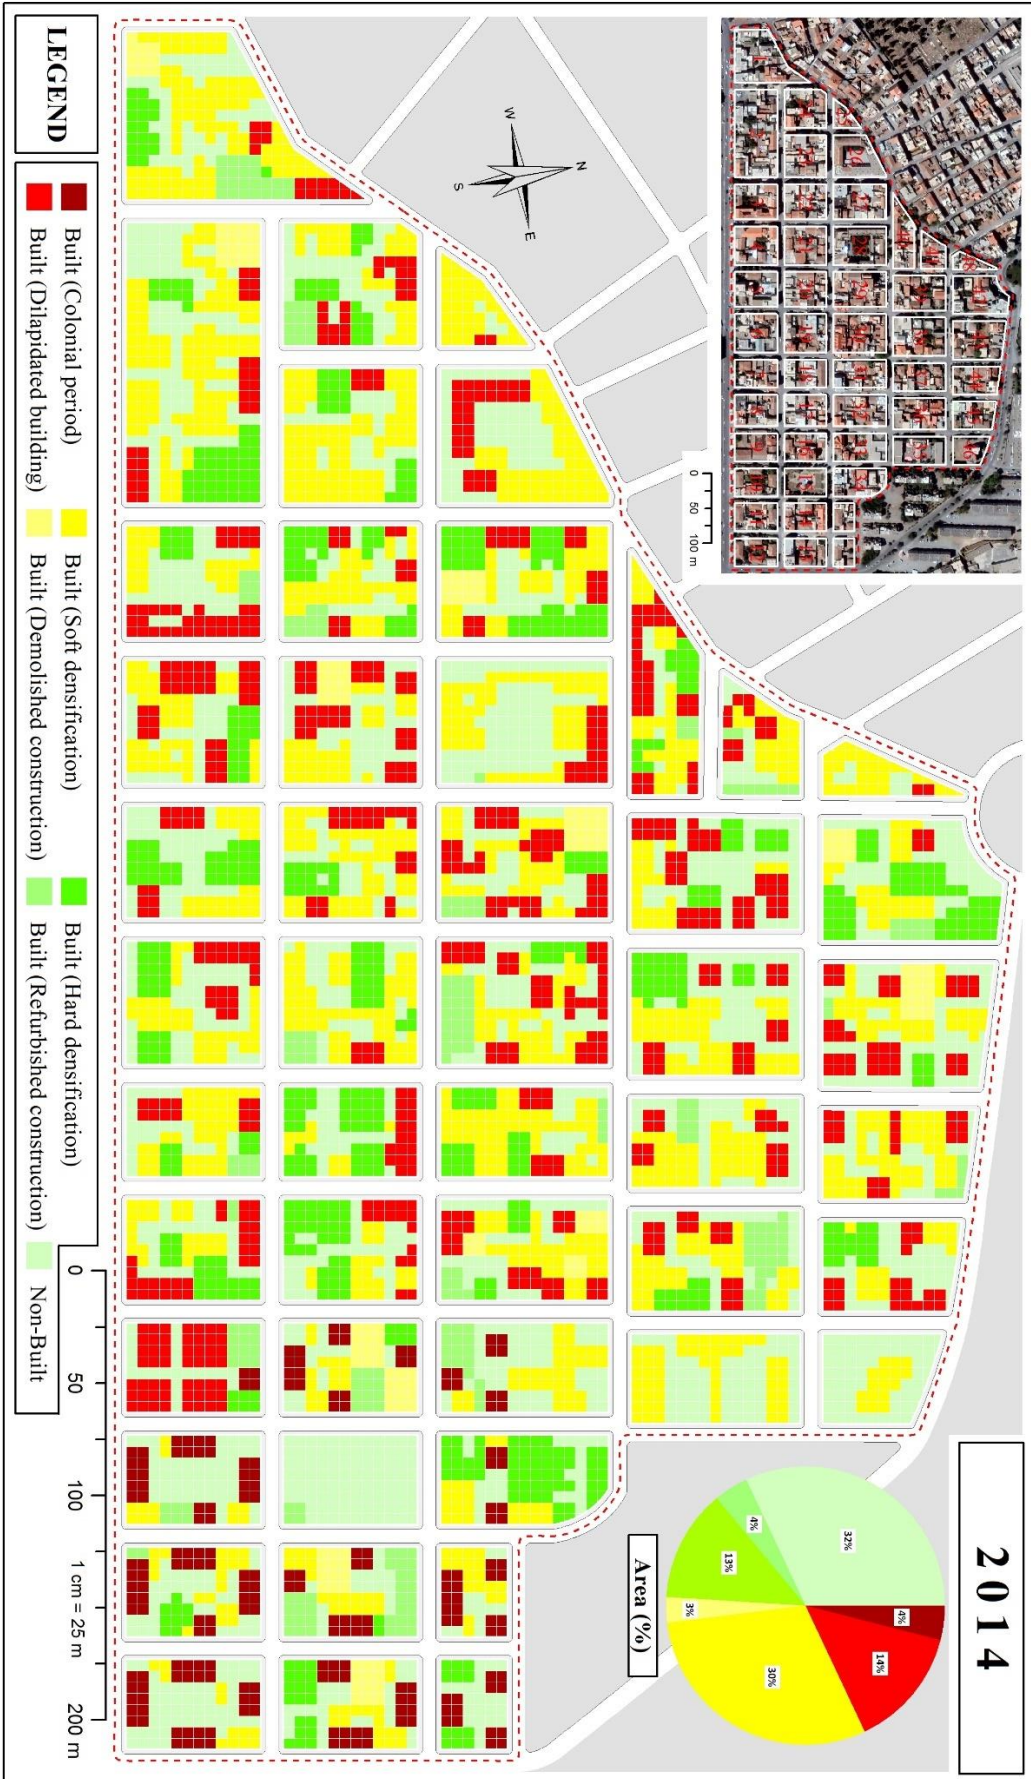 2014
N
W
E
S
0 50 100 m
32%
4%
14%
30%
3%
13%
4%
Area (%)
LEGEND
Built (Colonial period)
Built (Soft densification)
Built (Hard densification)
Built (Dilapidated building)
Built (Demolished construction)
Built (Refurbished construction)
Non-Built
0 50 100 200 m
1 cm = 25 m